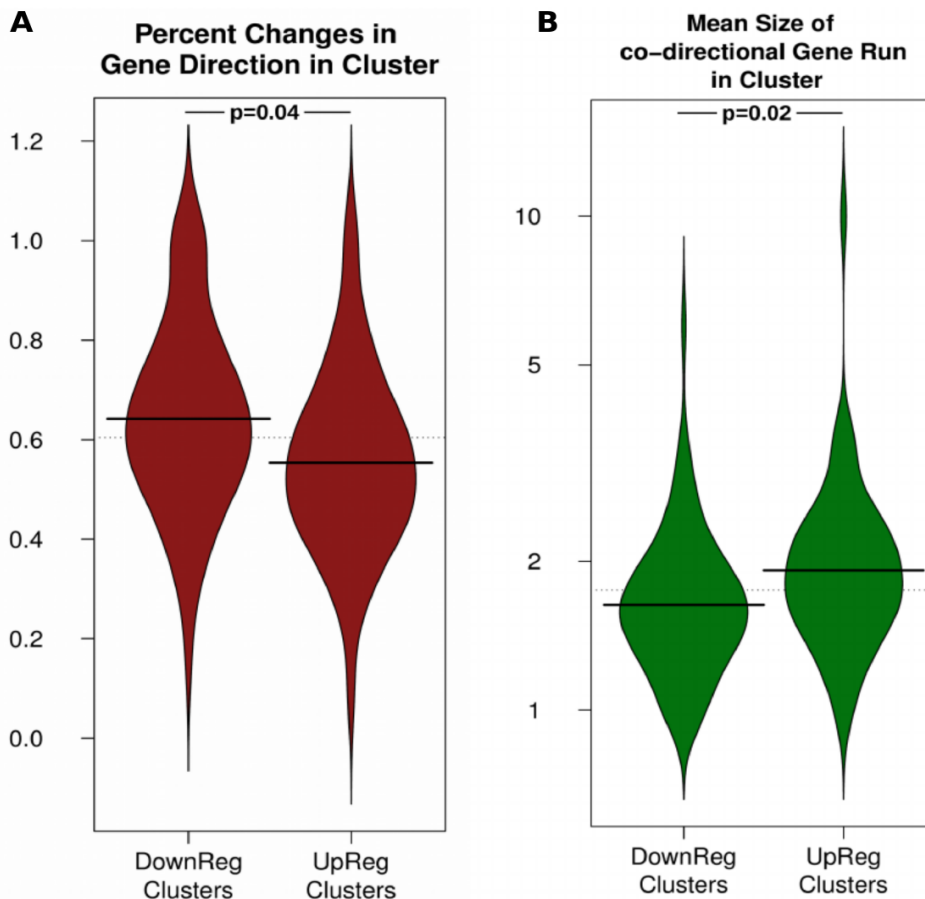 A
Percent Changes in
Gene Direction in Cluster
p=0.04
1.2
1.0
0.8
0.6
0.4
0.2
0.0
DownReg
Clusters
UpReg
Clusters
B
Mean Size of
co-directional Gene Run
in Cluster
p=0.02
10
5
2
1
DownReg
Clusters
UpReg
Clusters